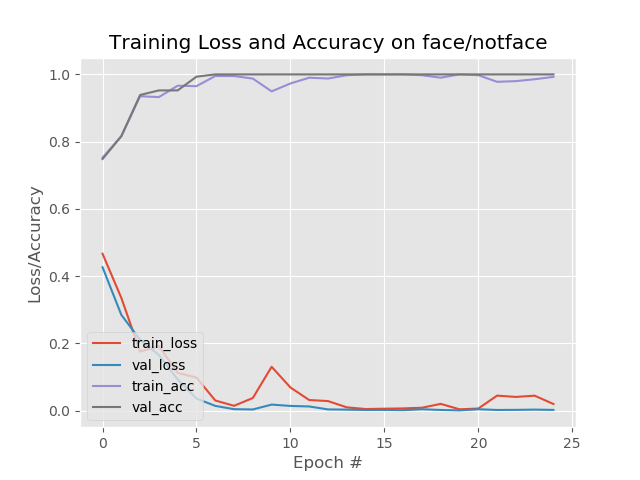 Training Loss and Accuracy on face/notface
1.0
0.8
0.6
0.4
0.2
0.0
Loss/Accuracy
train_loss
val_loss
train_acc
val_acc
0 5 10 15 20 25
Epoch #